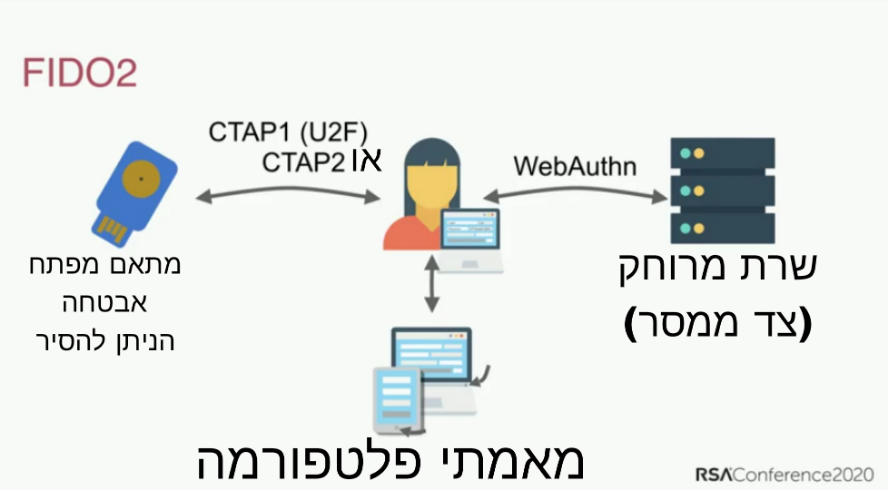 FIDO2
CTAP1 (U2F)
או CTAP2
WebAuthn
מתאם מפתח
אבטחה
הניתן להסיר
שרת מרוחק
(צד ממסר)
מאמתי פלטפורמה
RSAConference2020